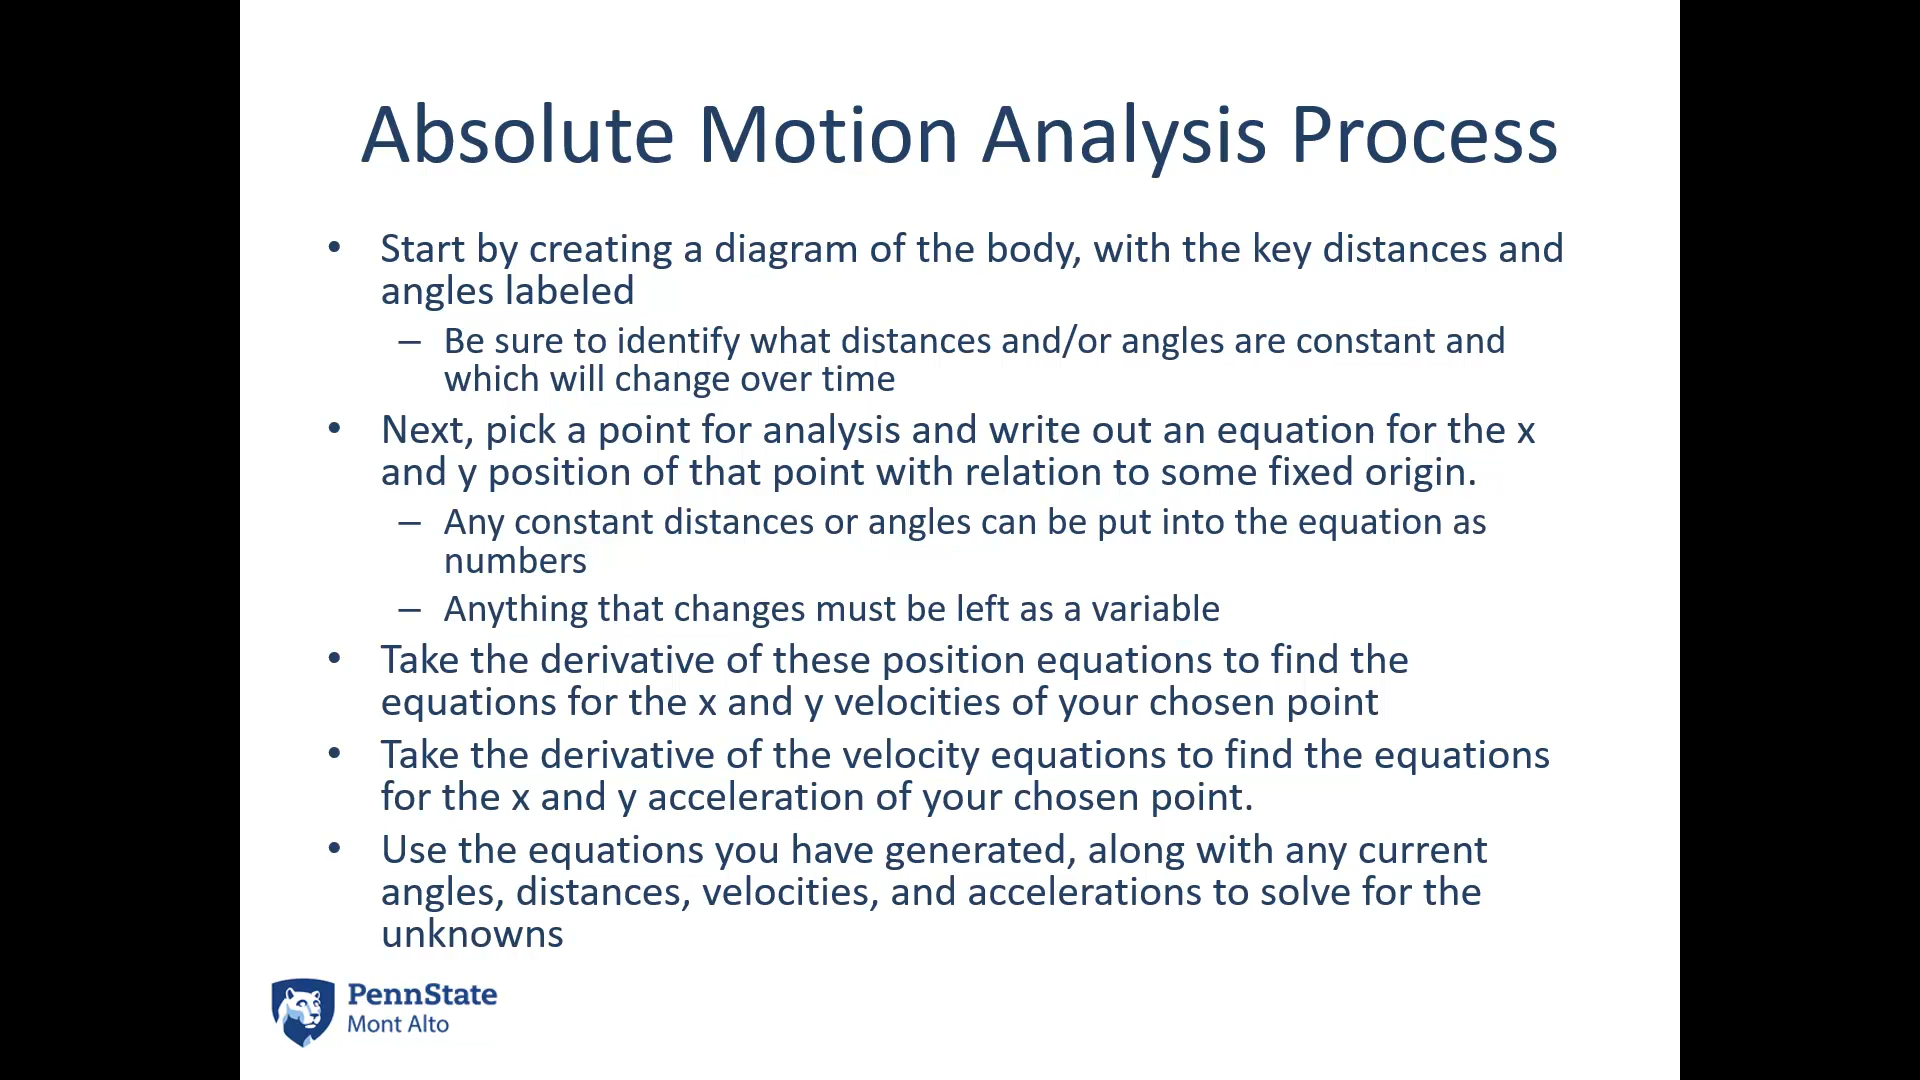 Absolute Motion Analysis Process
• Start by creating a diagram of the body, with the key distances and
angles labeled
– Be sure to identify what distances and/or angles are constant and
which will change over time
• Next, pick a point for analysis and write out an equation for the x
and y position of that point with relation to some fixed origin.
– Any constant distances or angles can be put into the equation as
numbers
– Anything that changes must be left as a variable
• Take the derivative of these position equations to find the
equations for the x and y velocities of your chosen point
• Take the derivative of the velocity equations to find the equations
for the x and y acceleration of your chosen point.
• Use the equations you have generated, along with any current
angles, distances, velocities, and accelerations to solve for the
unknowns
PennState
Mont Alto